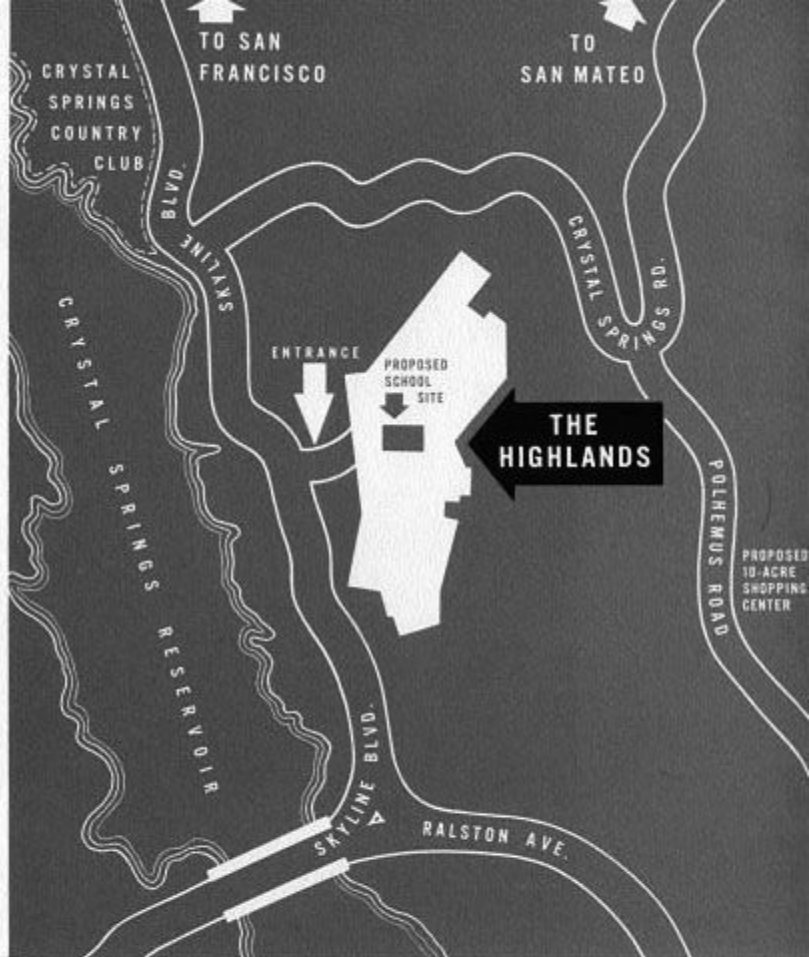 TO SAN
FRANCISCO
TO
SAN MATEO
CRYSTAL
SPRINGS
COUNTRY
CLUB
SKYLINE BLVD.
CRYSTAL SPRINGS RD.
CRYSTAL SPRINGS RESERVOIR
ENTRANCE
PROPOSED
SCHOOL
SITE
THE
HIGHLANDS
POLHEMUS ROAD
PROPOSED
10-ACRE
SHOPPING
CENTER
SKYLINE BLVD.
RALSTON AVE.